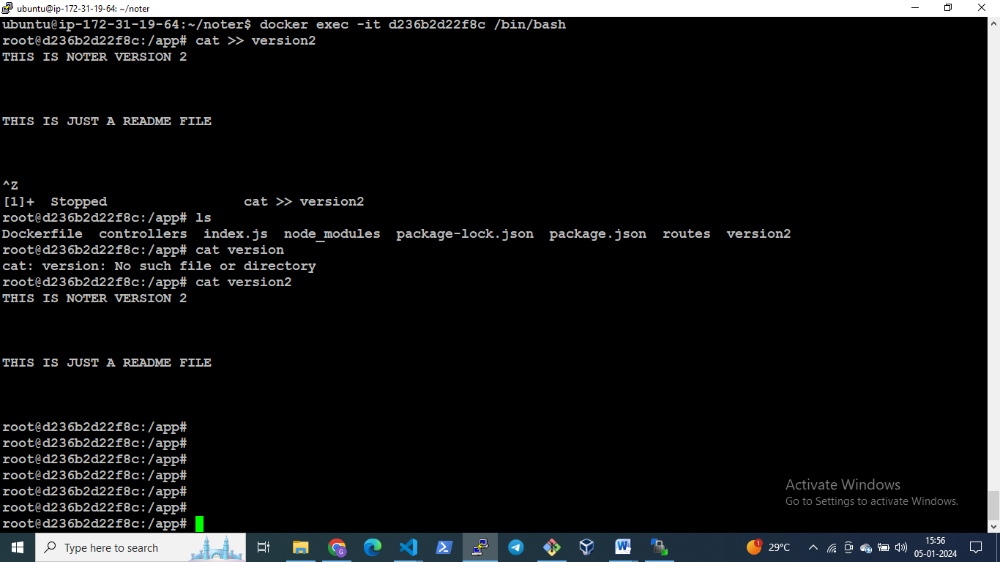 ubuntu@ip-172-31-19-64: ~/noter
ubuntu@ip-172-31-19-64:~/noter$ docker exec -it d236b2d22f8c /bin/bash
root@d236b2d22f8c:/app# cat >> version2
THIS IS NOTER VERSION 2
THIS IS JUST A README FILE
^Z
[1]+  Stopped                 cat >> version2
root@d236b2d22f8c:/app# ls
Dockerfile  controllers  index.js  node_modules  package-lock.json  package.json  routes  version2
root@d236b2d22f8c:/app# cat version
cat: version: No such file or directory
root@d236b2d22f8c:/app# cat version2
THIS IS NOTER VERSION 2
THIS IS JUST A README FILE
root@d236b2d22f8c:/app#
root@d236b2d22f8c:/app#
root@d236b2d22f8c:/app#
root@d236b2d22f8c:/app#
root@d236b2d22f8c:/app#
root@d236b2d22f8c:/app#
root@d236b2d22f8c:/app#
Activate Windows
Go to Settings to activate Windows.
Type here to search
1
29°C
15:56
05-01-2024